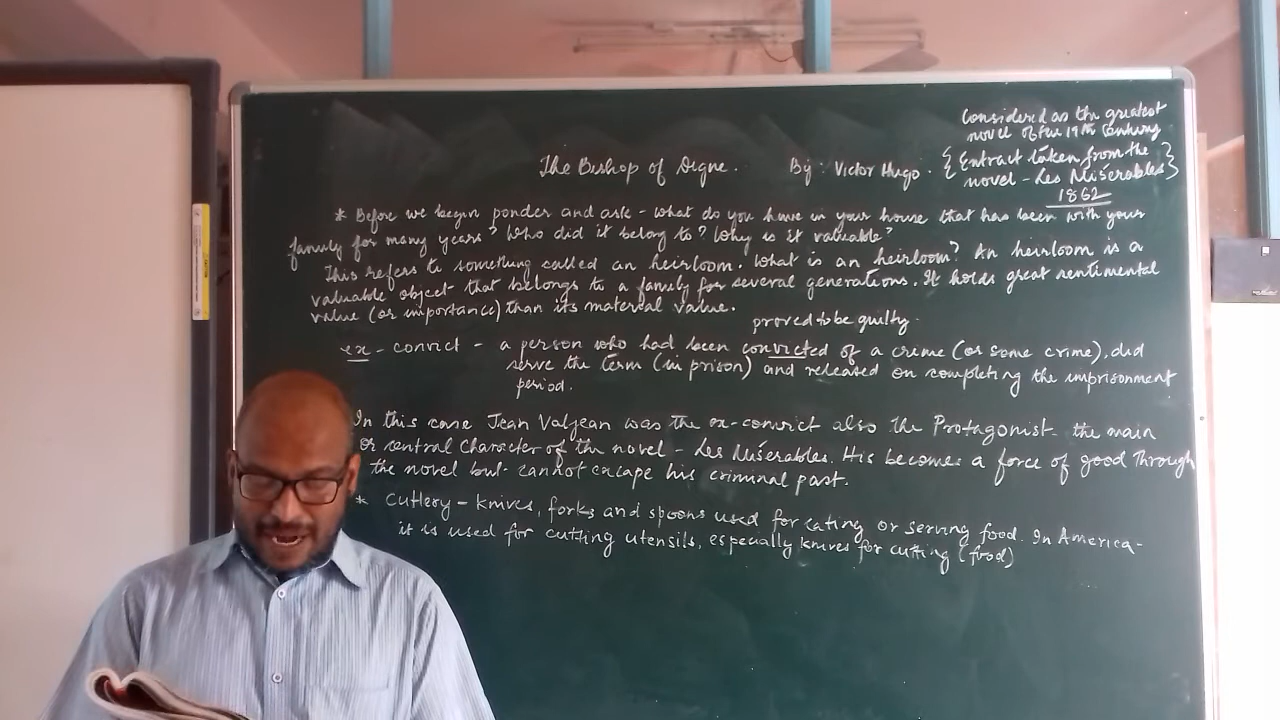 Considered as the greatest
novel of the 19th Century
The Bishop of Digne. By: Victor Hugo. { Extract taken from the
novel - Les Misérables }
1862
* Before we begin ponder and ask - What do you have in your house that has been with your
family for many years? Who did it belong to? Why is it valuable?
This refers to something called an heirloom. What is an heirloom? An heirloom is a
valuable object that belongs to a family for several generations. It holds great sentimental
value (or importance) than its material value.
proved to be guilty.
ex - convict - a person who had been convicted of a crime (or some crime), did
serve the term (in prison) and released on completing the imprisonment
period.
In this case Jean Valjean was the ex-convict also the Protagonist - the main
or central character of the novel - Les Misérables. His becomes a force of good through
the novel but cannot escape his criminal past.
* Cutlery - knives, forks and spoons used for eating or serving food. In America -
it is used for cutting utensils, especially knives for cutting (food)